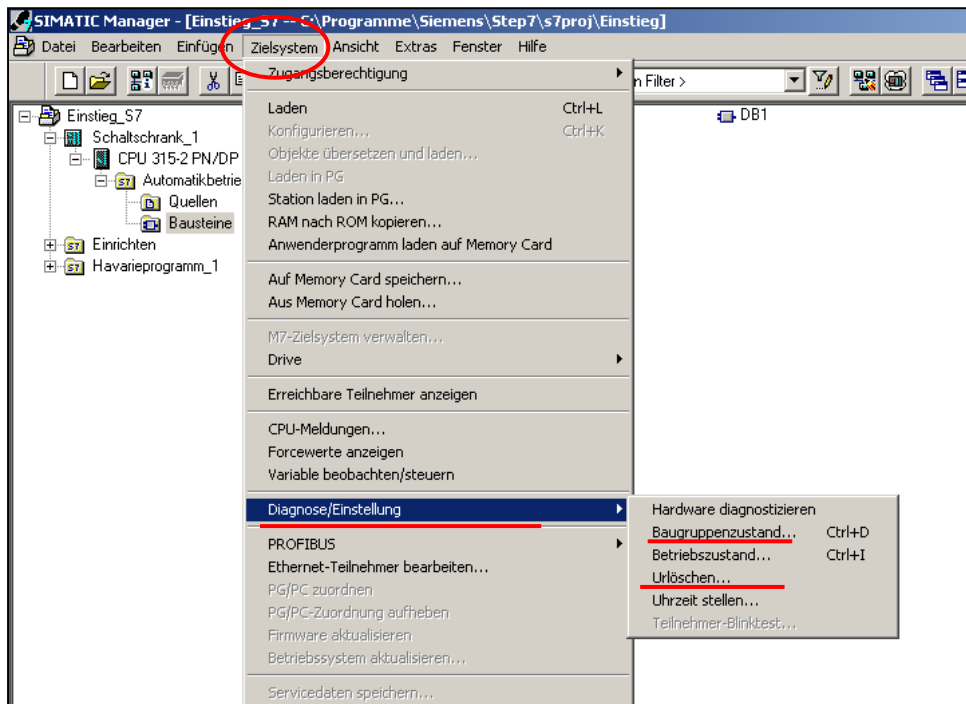 SIMATIC Manager - [Einstieg_S7 -- C:\Programme\Siemens\Step7\s7proj\Einstieg]
Datei Bearbeiten Einfügen Zielsystem Ansicht Extras Fenster Hilfe
n Filter >
Einstieg_S7
Schaltschrank_1
CPU 315-2 PN/DP
Automatikbetrie
Quellen
Bausteine
Einrichten
Havarieprogramm_1
DB1
Zugangsberechtigung
Laden Ctrl+L
Konfigurieren... Ctrl+K
Objekte übersetzen und laden...
Laden in PG
Station laden in PG...
RAM nach ROM kopieren...
Anwenderprogramm laden auf Memory Card
Auf Memory Card speichern...
Aus Memory Card holen...
M7-Zielsystem verwalten...
Drive
Erreichbare Teilnehmer anzeigen
CPU-Meldungen...
Forcewerte anzeigen
Variable beobachten/steuern
Diagnose/Einstellung
PROFIBUS
Ethernet-Teilnehmer bearbeiten...
PG/PC zuordnen
PG/PC-Zuordnung aufheben
Firmware aktualisieren
Betriebssystem aktualisieren...
Servicedaten speichern...
Hardware diagnostizieren
Baugruppenzustand... Ctrl+D
Betriebszustand... Ctrl+I
Urlöschen...
Uhrzeit stellen...
Teilnehmer-Blinktest...